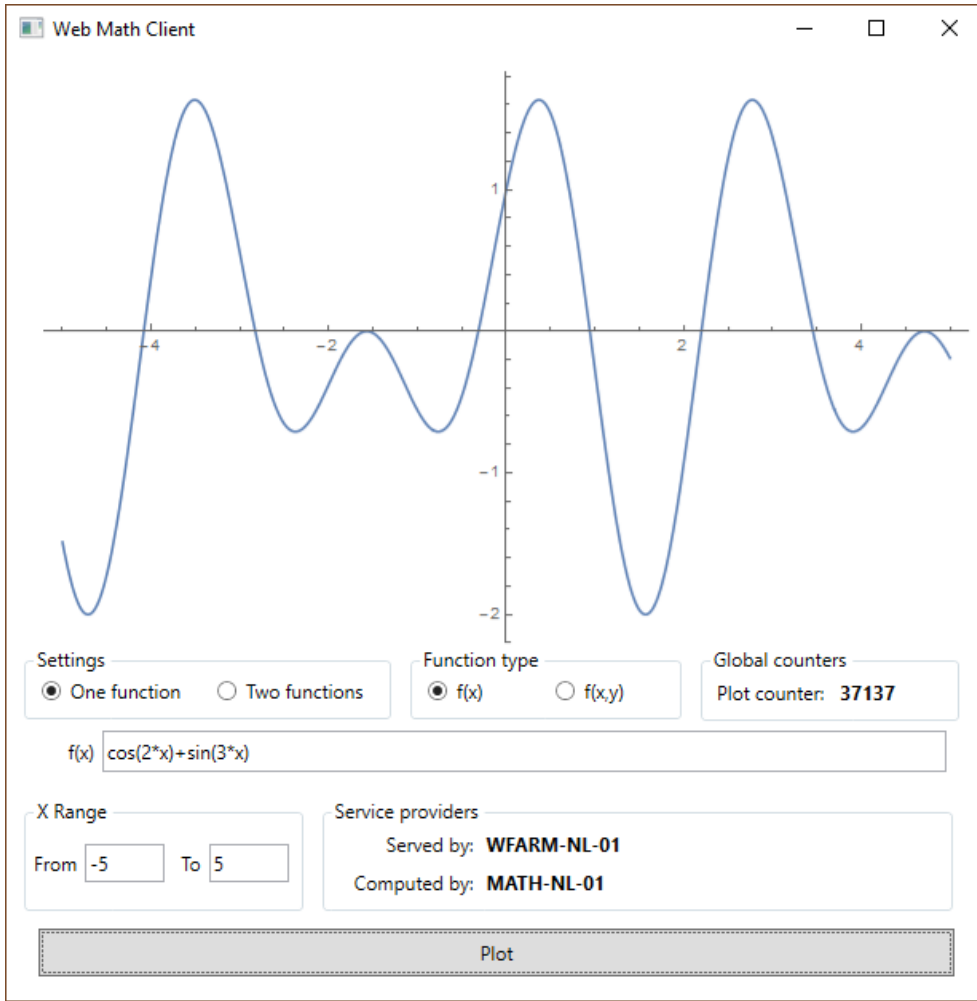 Web Math Client
1
-4 -2 2 4
-1
-2
Settings Function type Global counters
One function Two functions f(x) f(x,y) Plot counter: 37137
f(x) cos(2*x)+sin(3*x)
X Range Service providers
Served by: WFARM-NL-01
From -5 To 5
Computed by: MATH-NL-01
Plot